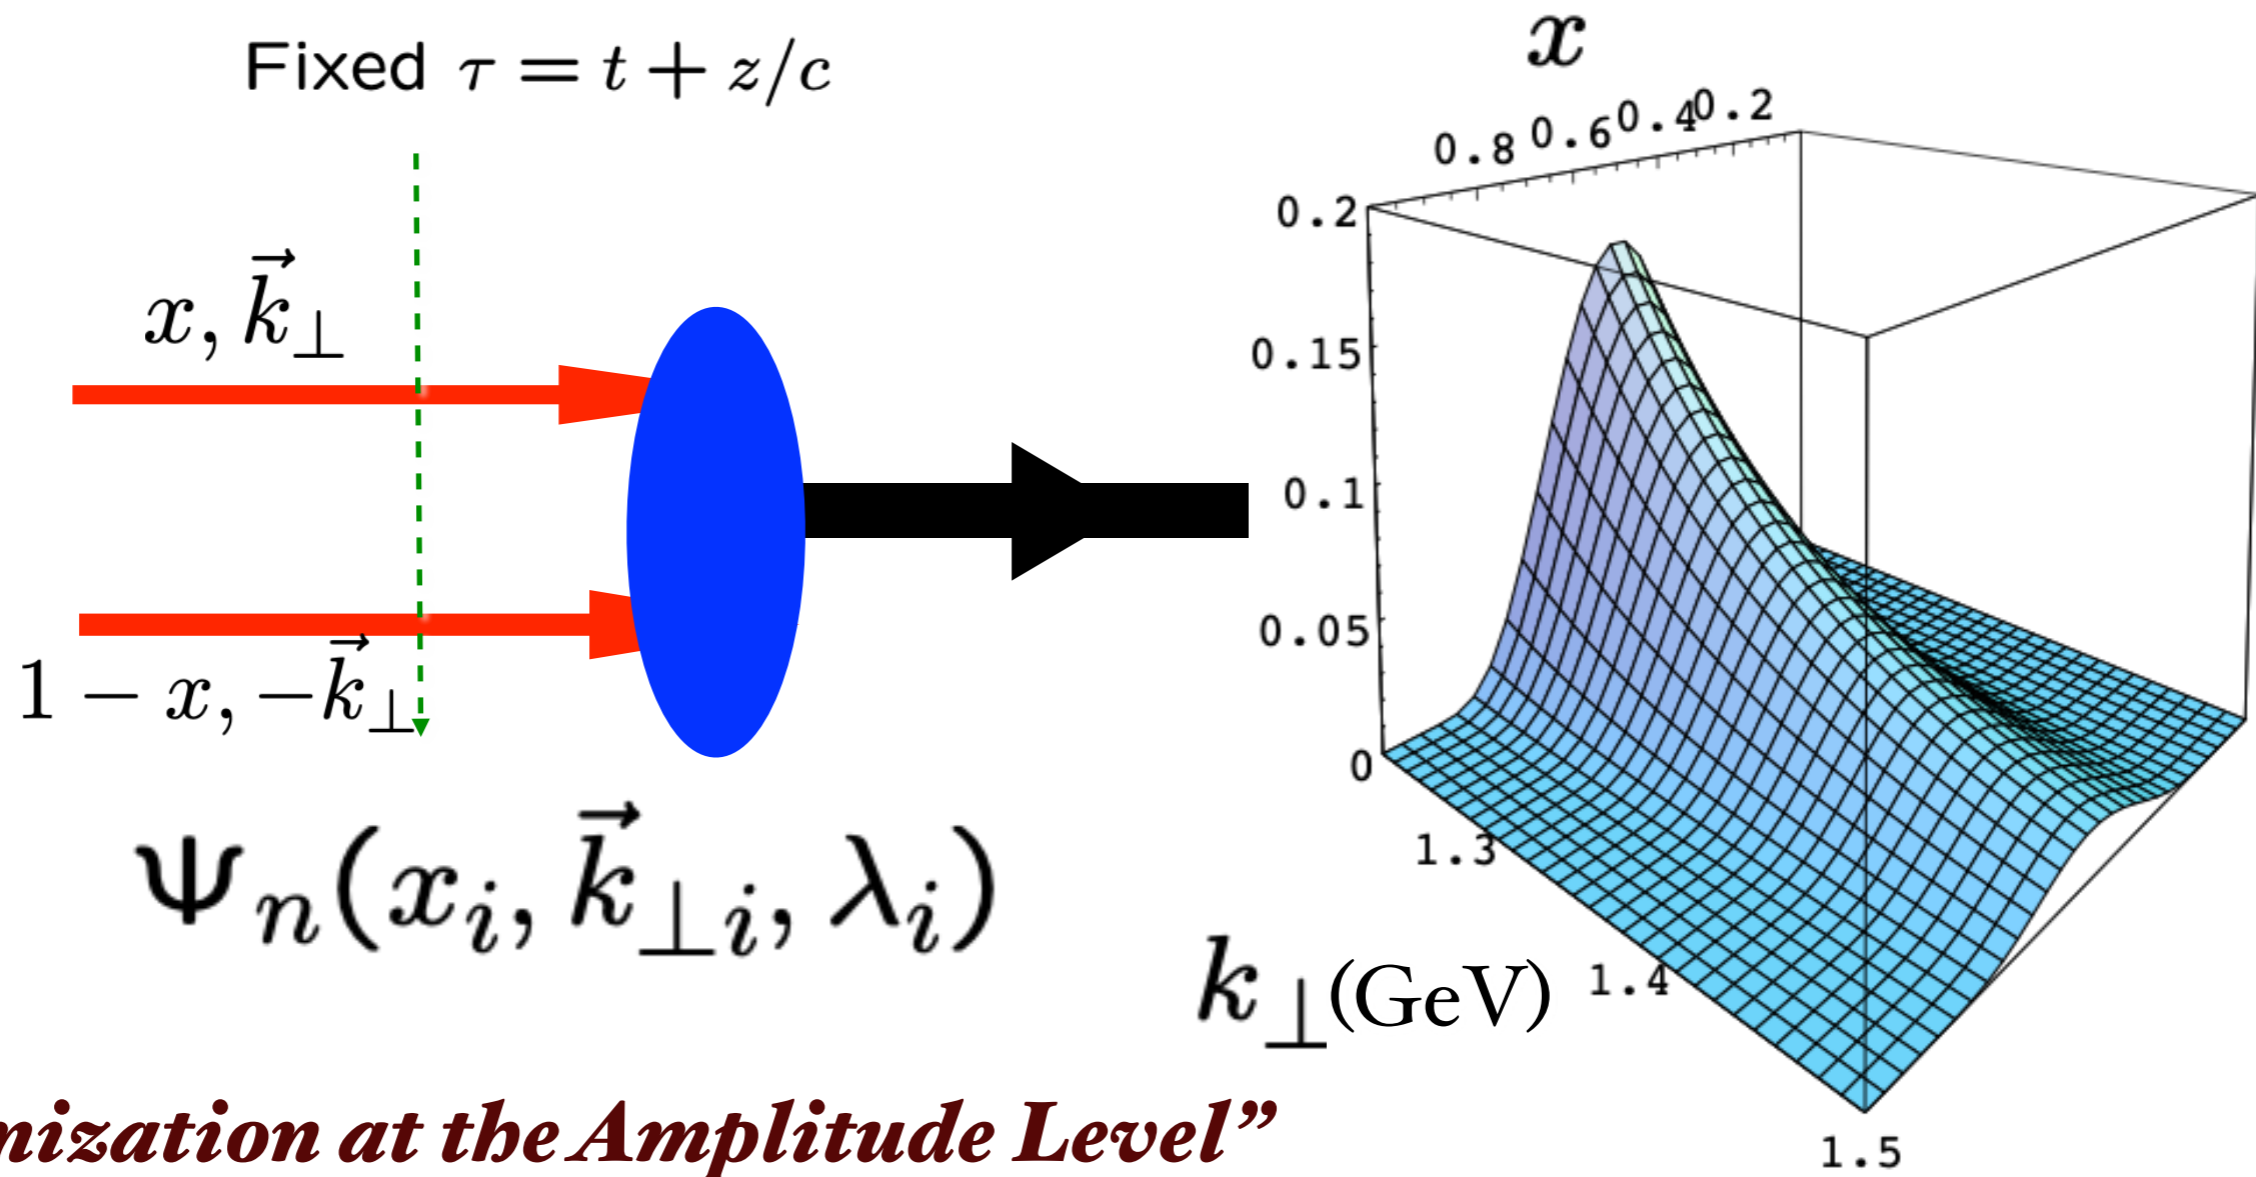 Fixed τ = t + z/c
x, k⃗⊥
1 − x, −k⃗⊥
Ψn(xi, k⃗⊥i, λi)
x
0.8 0.6 0.4 0.2
0.2
0.15
0.1
0.05
0
1.3
1.4
1.5
k⊥(GeV)
nization at the Amplitude Level”